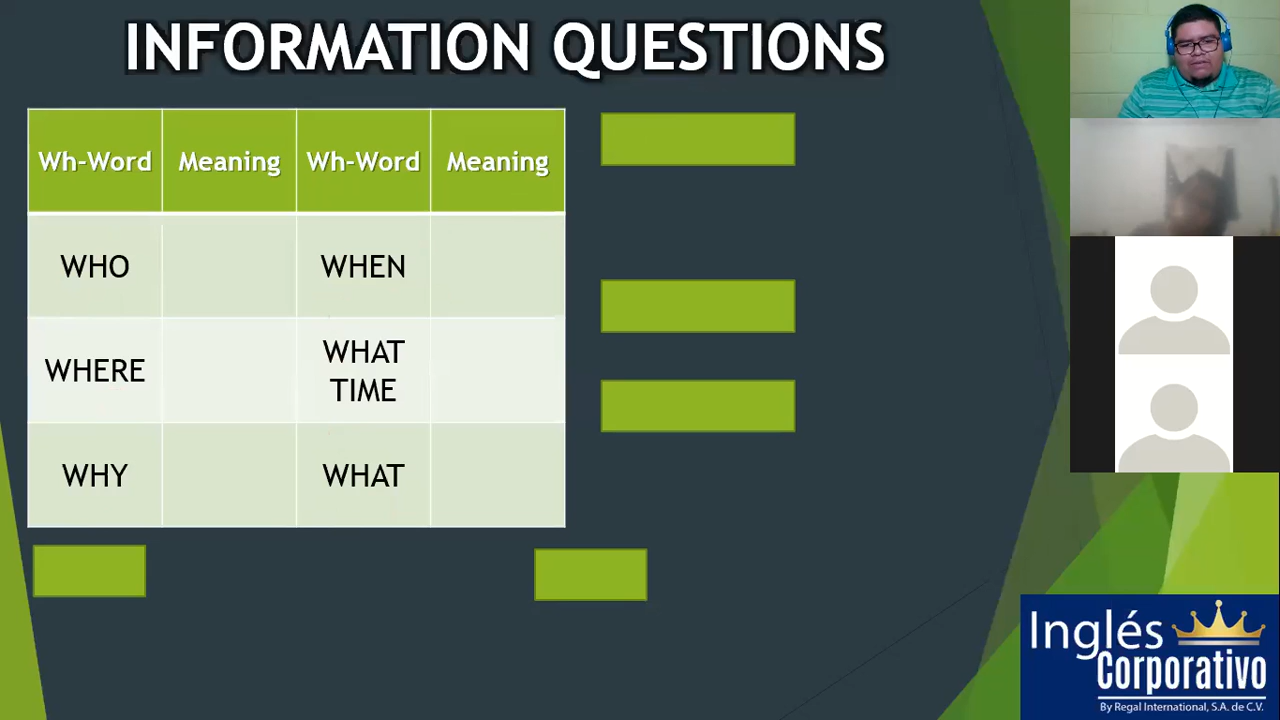 INFORMATION QUESTIONS
Wh-Word Meaning Wh-Word Meaning
WHO WHEN
WHERE WHAT TIME
WHY WHAT
Inglés
Corporativo
By Regal International, S.A. de C.V.